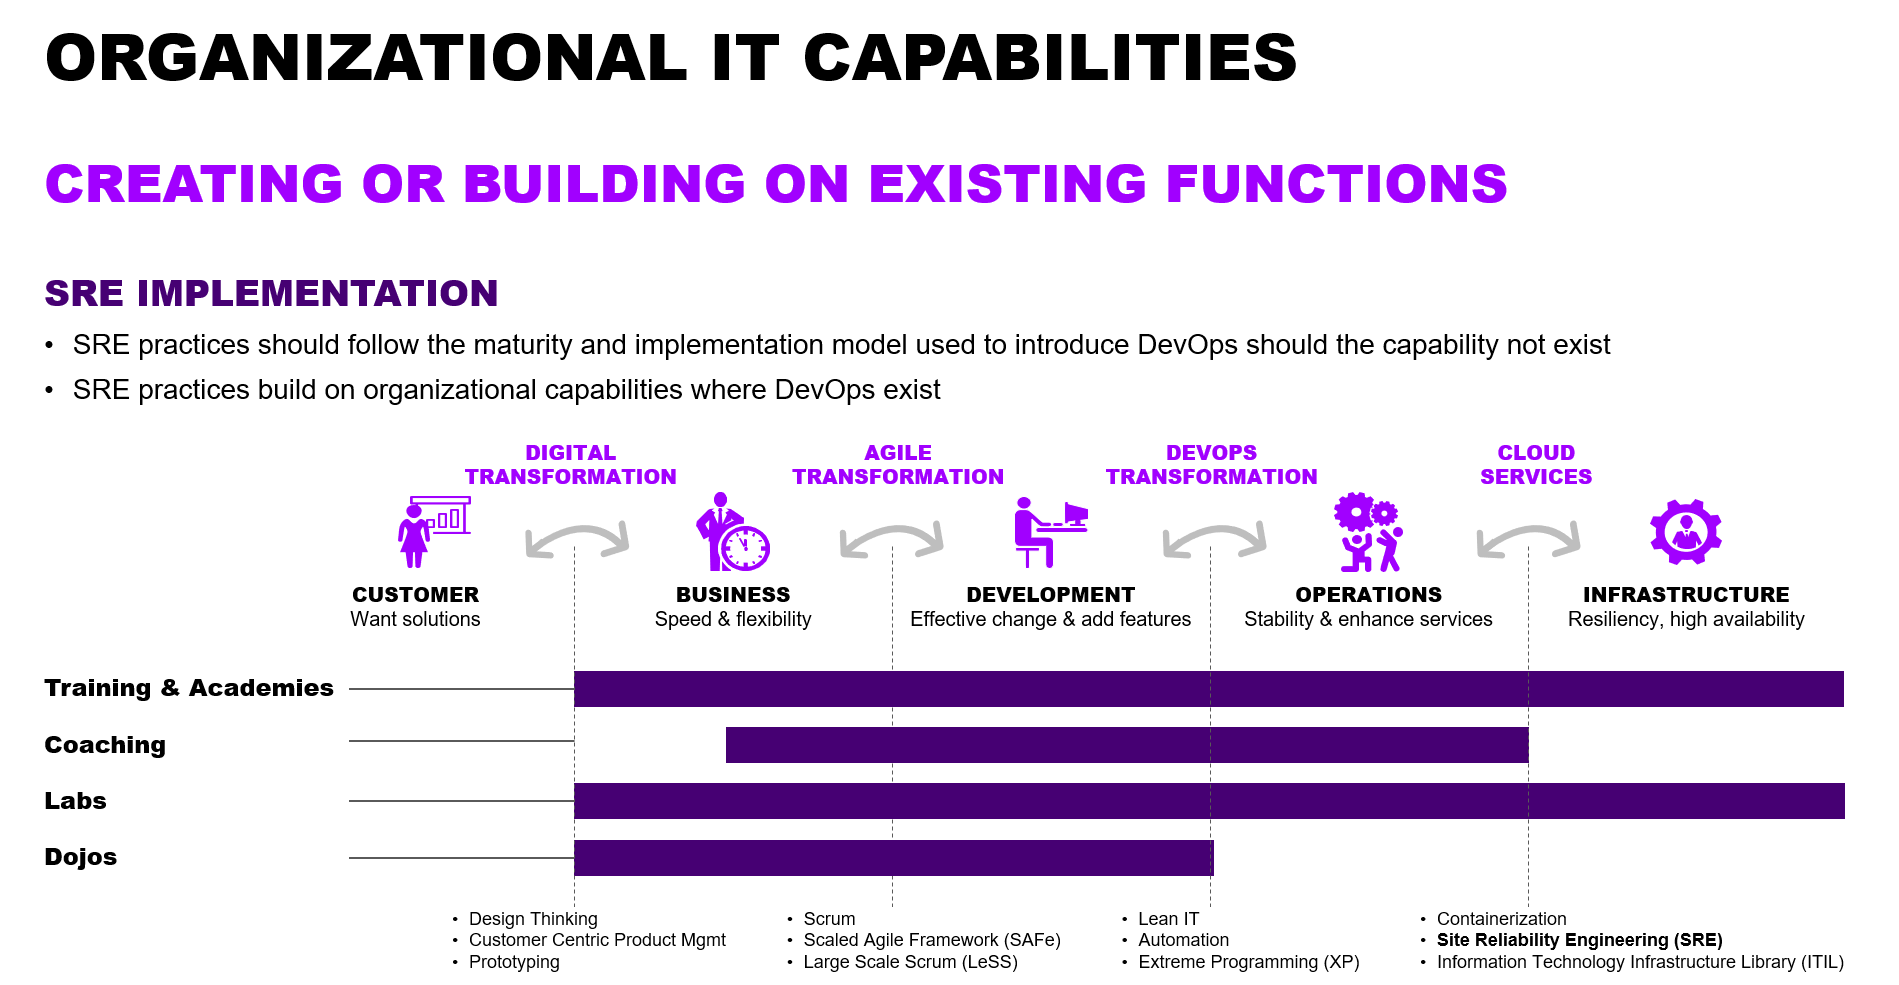 ORGANIZATIONAL IT CAPABILITIES
CREATING OR BUILDING ON EXISTING FUNCTIONS
SRE IMPLEMENTATION
• SRE practices should follow the maturity and implementation model used to introduce DevOps should the capability not exist
• SRE practices build on organizational capabilities where DevOps exist
DIGITAL
TRANSFORMATION
AGILE
TRANSFORMATION
DEVOPS
TRANSFORMATION
CLOUD
SERVICES
CUSTOMER
Want solutions
BUSINESS
Speed & flexibility
DEVELOPMENT
Effective change & add features
OPERATIONS
Stability & enhance services
INFRASTRUCTURE
Resiliency, high availability
Training & Academies
Coaching
Labs
Dojos
• Design Thinking
• Customer Centric Product Mgmt
• Prototyping
• Scrum
• Scaled Agile Framework (SAFe)
• Large Scale Scrum (LeSS)
• Lean IT
• Automation
• Extreme Programming (XP)
• Containerization
• Site Reliability Engineering (SRE)
• Information Technology Infrastructure Library (ITIL)